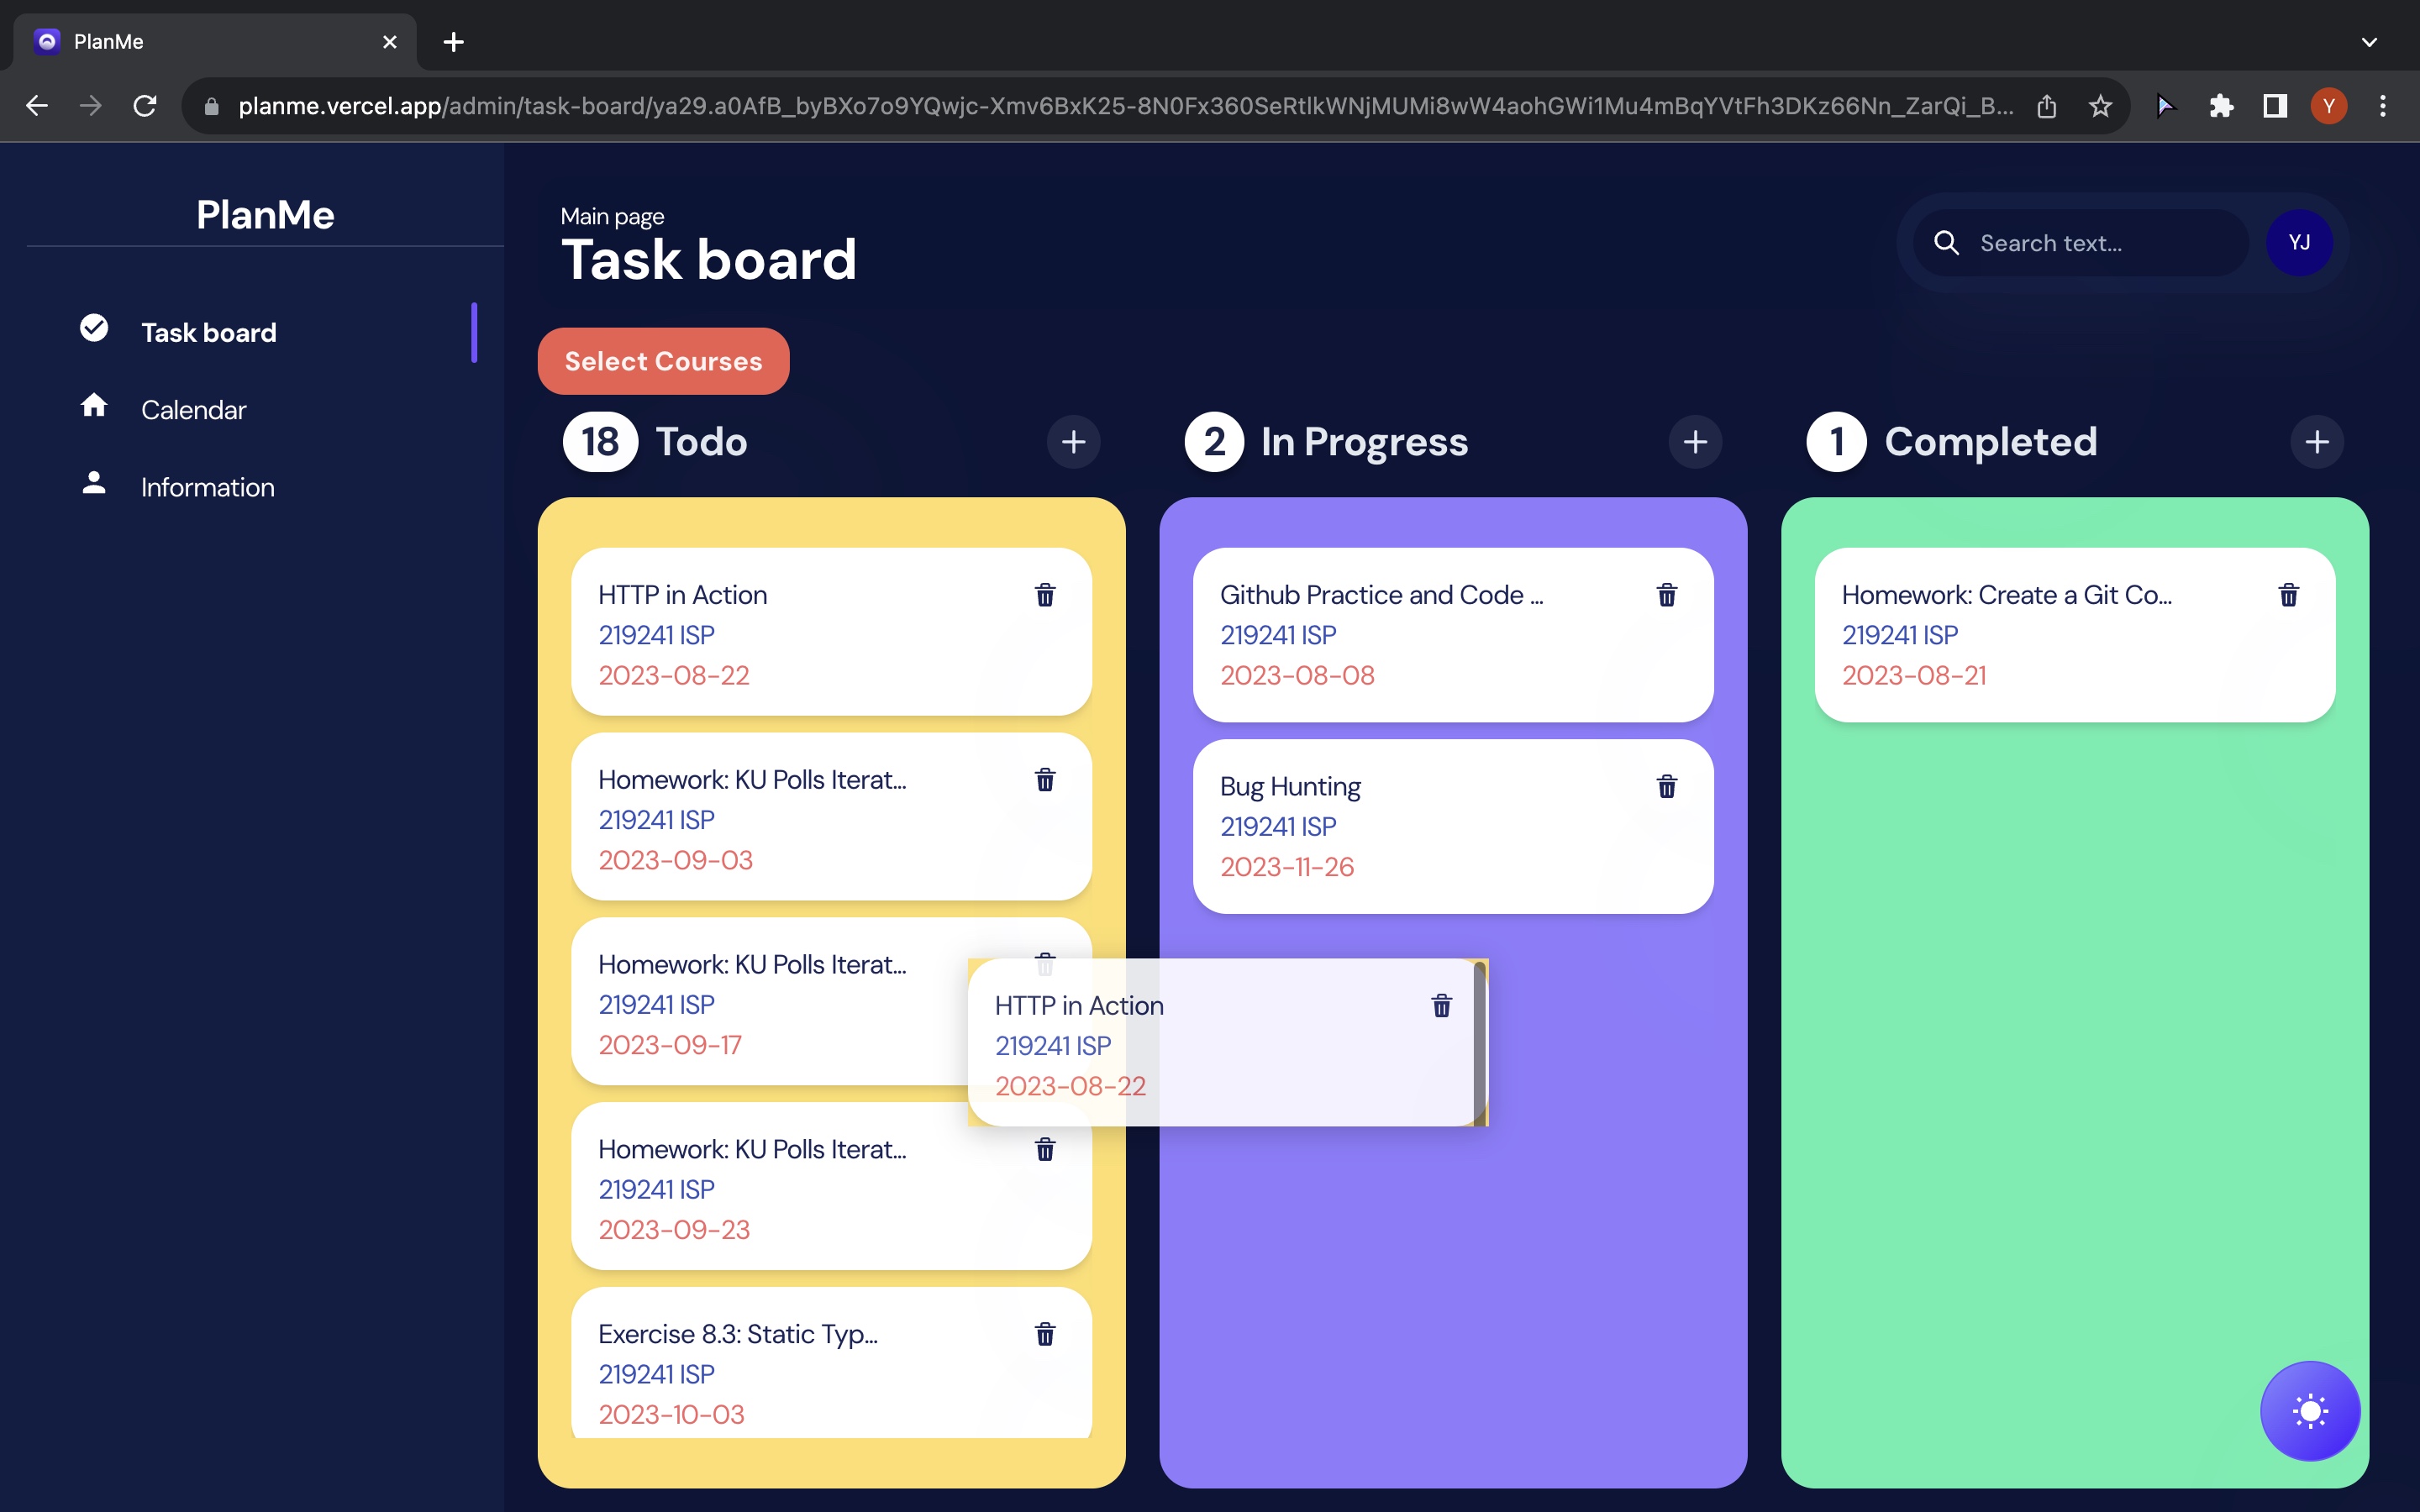 PlanMe
planme.vercel.app/admin/task-board/ya29.a0AfB_byBXo7o9YQwjc-Xmv6BxK25-8N0Fx360SeRtlkWNjMUMi8wW4aohGWi1Mu4mBqYVtFh3DKz66Nn_ZarQi_B...
Y
PlanMe
Task board
Calendar
Information
Main page
Task board
Search text...
YJ
Select Courses
18 Todo
HTTP in Action
219241 ISP
2023-08-22
Homework: KU Polls Iterat...
219241 ISP
2023-09-03
Homework: KU Polls Iterat...
219241 ISP
2023-09-17
Homework: KU Polls Iterat...
219241 ISP
2023-09-23
Exercise 8.3: Static Typ...
219241 ISP
2023-10-03
HTTP in Action
219241 ISP
2023-08-22
2 In Progress
Github Practice and Code ...
219241 ISP
2023-08-08
Bug Hunting
219241 ISP
2023-11-26
1 Completed
Homework: Create a Git Co...
219241 ISP
2023-08-21